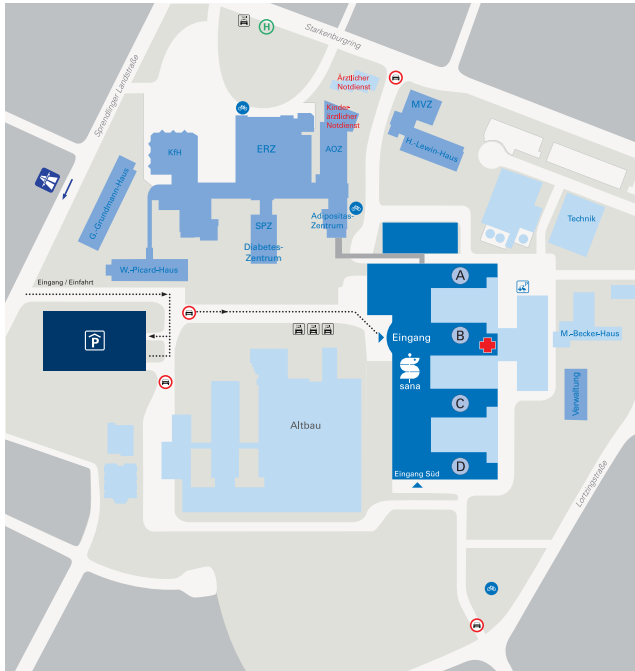 H
Starkenburgring
Sprendlinger Landstraße
Ärztlicher
Notdienst
Kinder-
ärztlicher
Notdienst
MVZ
H.-Lewin-Haus
KfH
ERZ
AOZ
G.-Grundmann-Haus
SPZ
Diabetes-
Zentrum
Adipositas-
Zentrum
Technik
W.-Picard-Haus
Eingang / Einfahrt
A
P
Eingang
B
M.-Becker-Haus
sana
Verwaltung
C
Altbau
D
Eingang Süd
Lortzingstraße